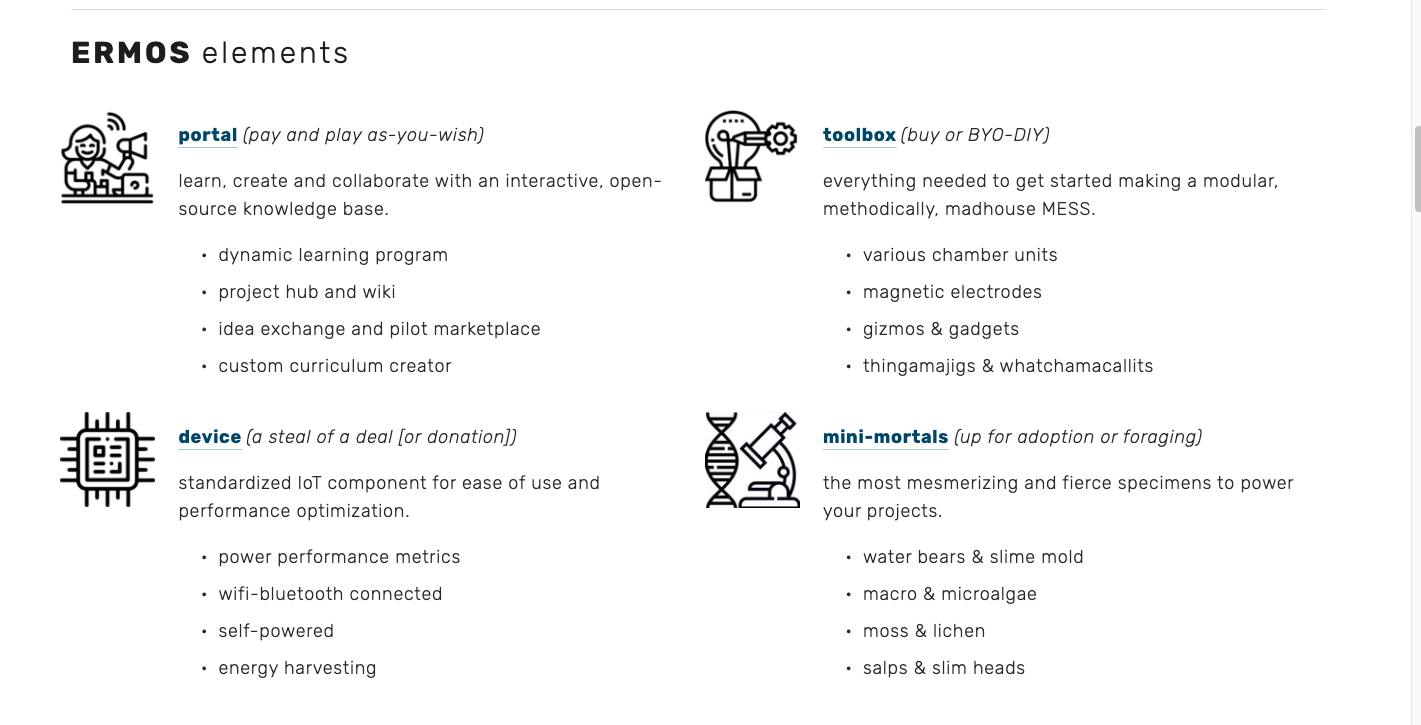 ERMOS elements
portal (pay and play as-you-wish)
learn, create and collaborate with an interactive, open-
source knowledge base.
• dynamic learning program
• project hub and wiki
• idea exchange and pilot marketplace
• custom curriculum creator
toolbox (buy or BYO-DIY)
everything needed to get started making a modular,
methodically, madhouse MESS.
• various chamber units
• magnetic electrodes
• gizmos & gadgets
• thingamajigs & whatchamacallits
device (a steal of a deal [or donation])
standardized IoT component for ease of use and
performance optimization.
• power performance metrics
• wifi-bluetooth connected
• self-powered
• energy harvesting
mini-mortals (up for adoption or foraging)
the most mesmerizing and fierce specimens to power
your projects.
• water bears & slime mold
• macro & microalgae
• moss & lichen
• salps & slim heads